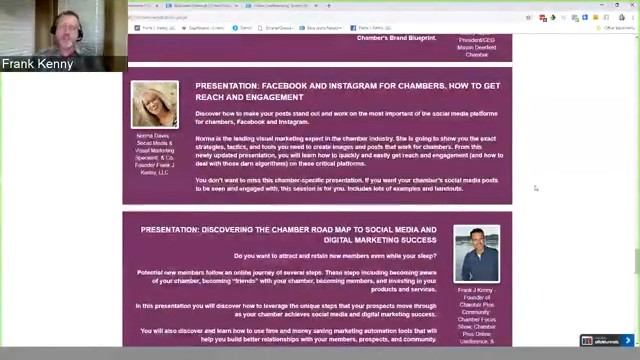 Frank Kenny
Chamber's Brand Blueprint.
President/CEO
Mason Deerfield
Chamber
PRESENTATION: FACEBOOK AND INSTAGRAM FOR CHAMBERS, HOW TO GET
REACH AND ENGAGEMENT
Discover how to make your posts stand out and work on the most important of the social media platforms
for chambers, Facebook and Instagram.
Norma is the leading visual marketing expert in the chamber industry. She is going to show you the exact
strategies, tactics, and tools you need to create images and posts that work for chambers. From this
newly updated presentation, you will learn how to quickly and easily get reach and engagement (and how to
deal with those darn algorithms) on these critical platforms.
You don't want to miss this chamber-specific presentation. If you want your chamber's social media posts
to be seen and engaged with, this session is for you. Includes lots of examples and handouts.
Norma Davey
Social Media &
Visual Marketing
Specialist, & Co.
Founder Frank J
Kenny, LLC
PRESENTATION: DISCOVERING THE CHAMBER ROAD MAP TO SOCIAL MEDIA AND
DIGITAL MARKETING SUCCESS
Do you want to attract and retain new members even while your sleep?
Potential new members follow an online journey of several steps. These steps including becoming aware
of your chamber, becoming "friends" with your chamber, becoming members, and investing in your
products and services.
In this presentation you will discover how to leverage the unique steps that your prospects move through
as your chamber achieves social media and digital marketing success.
You will also discover and learn how to use time and money saving marketing automation tools that will
help you build better relationships with your members, prospects, and community.
Frank J Kenny -
Founder of
Chamber Pros
Community,
Chamber Focus
Show, Chamber
Pros Online
Conference, &